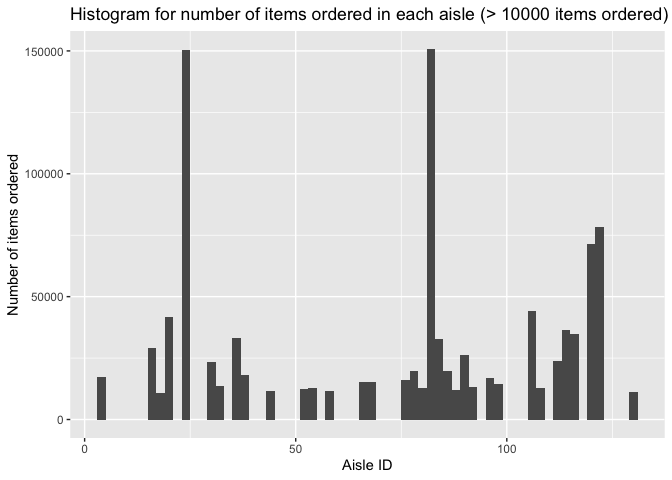 Histogram for number of items ordered in each aisle (> 10000 items ordered)
150000
100000
50000
0
Number of items ordered
0
50
100
Aisle ID